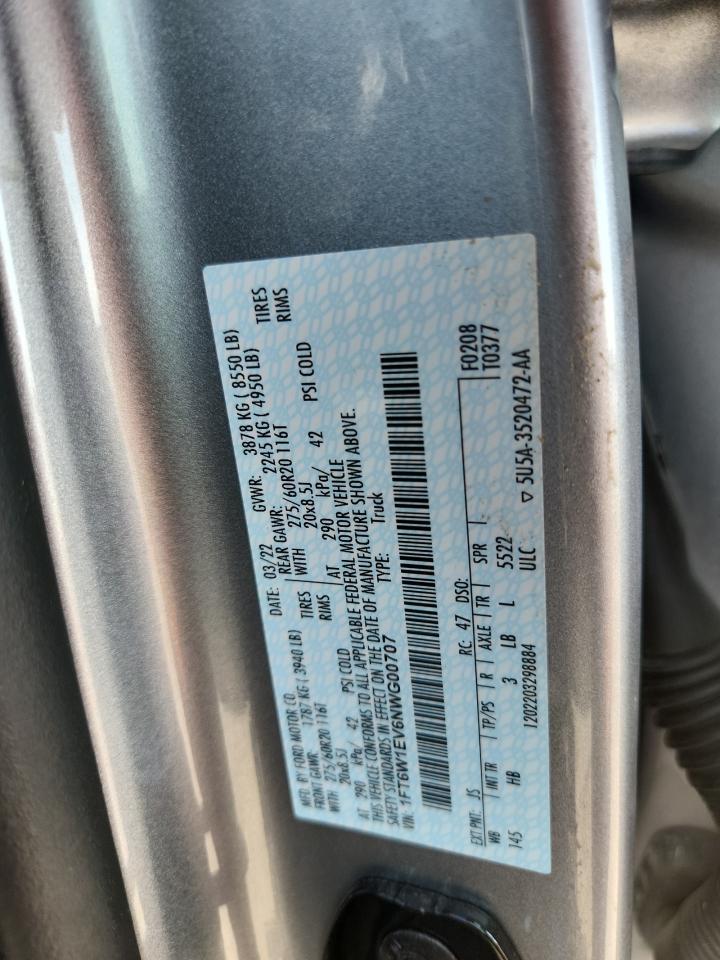 MFD. BY FORD MOTOR CO. DATE: 03/22 GVWR: 3878 KG ( 8550 LB)
FRONT GAWR: 1787 KG ( 3940 LB) REAR GAWR: 2245 KG ( 4950 LB)
WITH 275/60R20 116T TIRES WITH 275/60R20 116T TIRES
20x8.5J RIMS 20x8.5J RIMS
AT 290 kPa/ 42 PSI COLD AT 290 kPa/ 42 PSI COLD
THIS VEHICLE CONFORMS TO ALL APPLICABLE FEDERAL MOTOR VEHICLE
SAFETY STANDARDS IN EFFECT ON THE DATE OF MANUFACTURE SHOWN ABOVE.
VIN: 1FT6W1EV6NWG00707 TYPE: Truck
EXT PNT: JS RC: 47 DSO: F0208
WB INT TR TP/PS R AXLE TR SPR T0377
145 HB 3 LB L 5522
1202203298884 ULC ▽ 5U5A-3520472-AA